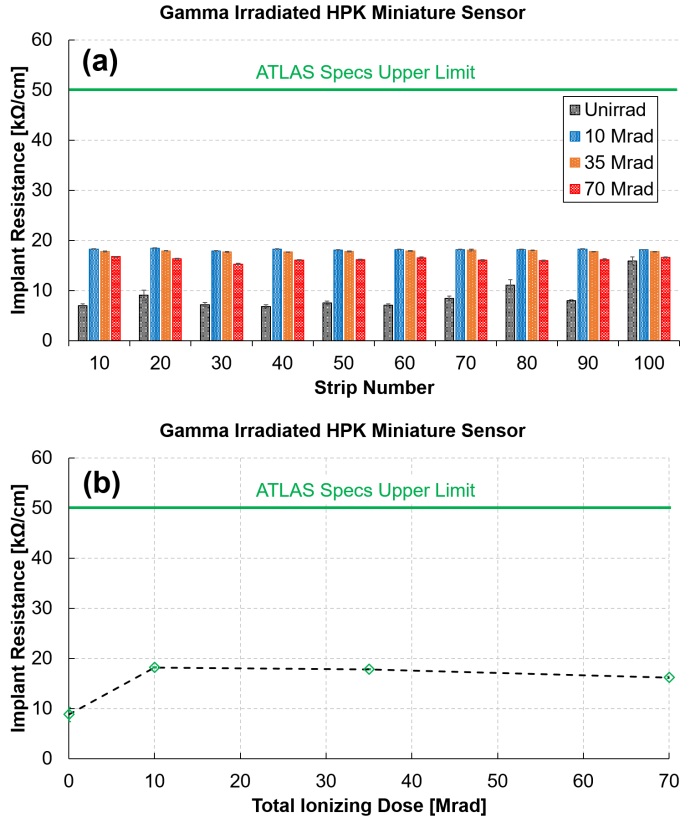 Gamma Irradiated HPK Miniature Sensor
(a)
ATLAS Specs Upper Limit
Implant Resistance [kΩ/cm]
60
50
40
30
20
10
0
Unirrad
10 Mrad
35 Mrad
70 Mrad
10 20 30 40 50 60 70 80 90 100
Strip Number
Gamma Irradiated HPK Miniature Sensor
(b)
ATLAS Specs Upper Limit
Implant Resistance [kΩ/cm]
60
50
40
30
20
10
0
0 10 20 30 40 50 60 70
Total Ionizing Dose [Mrad]